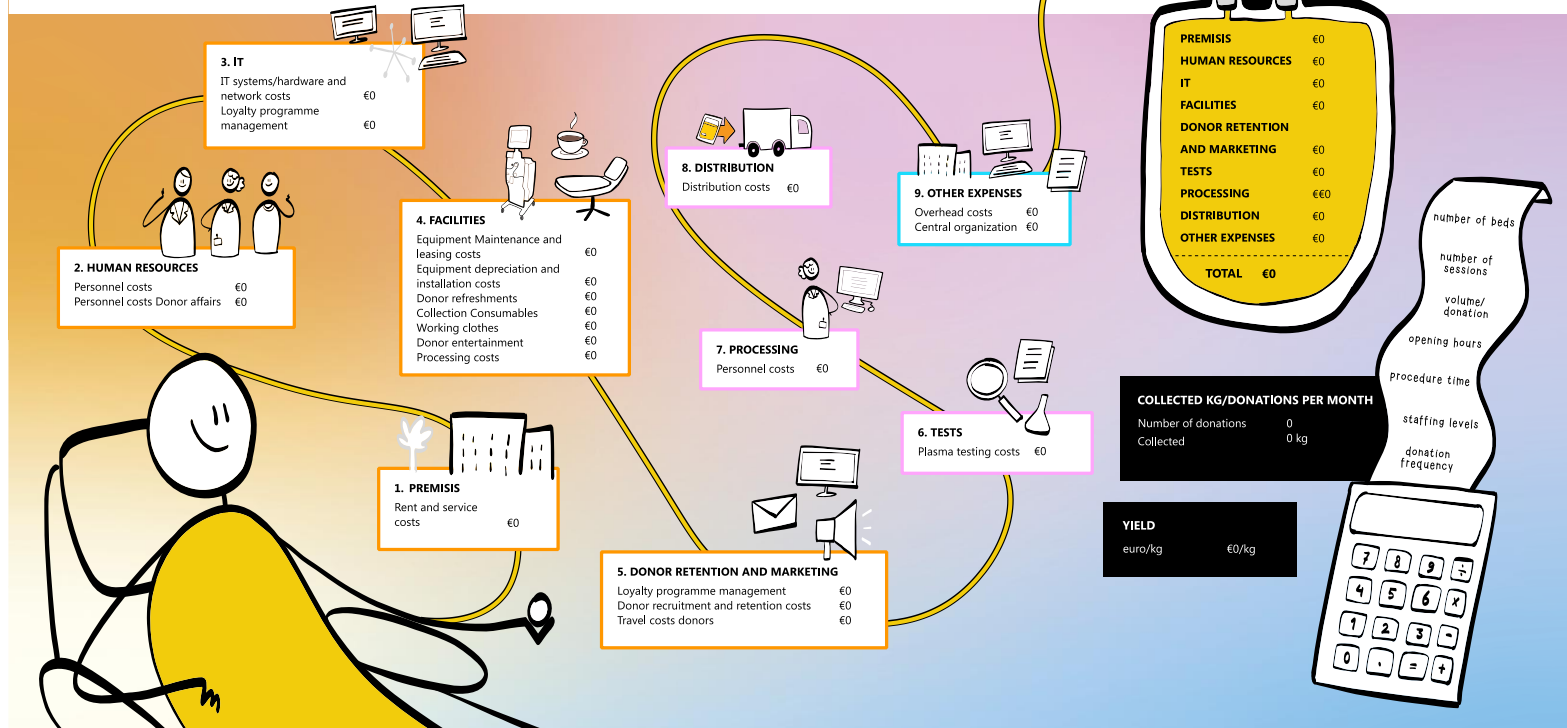 3. IT
IT systems/hardware and
network costs €0
Loyalty programme
management €0
2. HUMAN RESOURCES
Personnel costs €0
Personnel costs Donor affairs €0
1. PREMISIS
Rent and service
costs €0
4. FACILITIES
Equipment Maintenance and
leasing costs €0
Equipment depreciation and
installation costs €0
Donor refreshments €0
Collection Consumables €0
Working clothes €0
Donor entertainment €0
Processing costs €0
5. DONOR RETENTION AND MARKETING
Loyalty programme management €0
Donor recruitment and retention costs €0
Travel costs donors €0
6. TESTS
Plasma testing costs €0
7. PROCESSING
Personnel costs €0
8. DISTRIBUTION
Distribution costs €0
9. OTHER EXPENSES
Overhead costs €0
Central organization €0
PREMISIS €0
HUMAN RESOURCES €0
IT €0
FACILITIES €0
DONOR RETENTION
AND MARKETING €0
TESTS €0
PROCESSING €€0
DISTRIBUTION €0
OTHER EXPENSES €0
TOTAL €0
COLLECTED KG/DONATIONS PER MONTH
Number of donations 0
Collected 0 kg
YIELD
euro/kg €0/kg
number of beds
number of
sessions
volume/
donation
opening hours
procedure time
staffing levels
donation
frequency
7 8 9 ÷
4 5 6 x
1 2 3 -
0 . = +